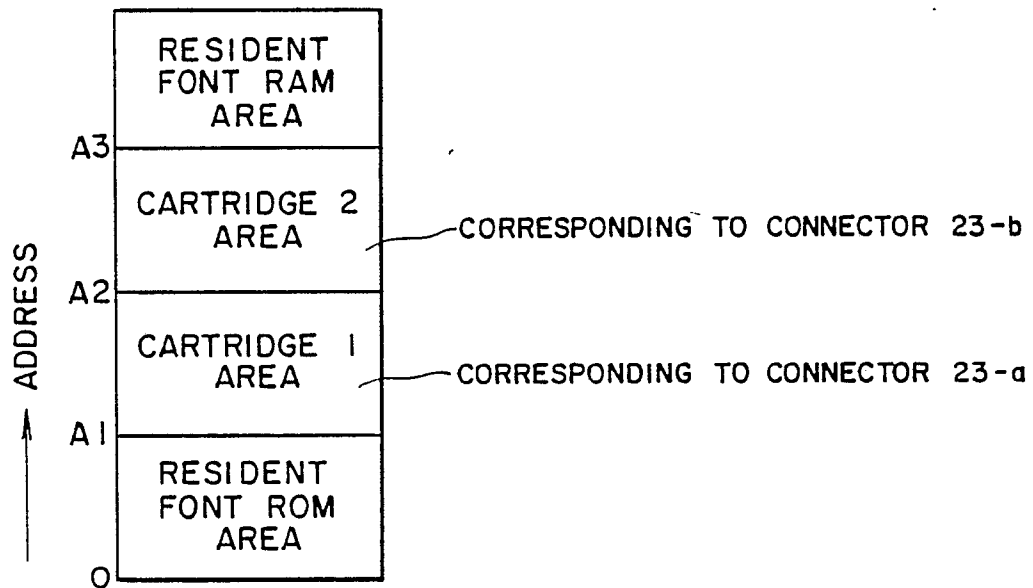 RESIDENT
FONT RAM
AREA
A3
CARTRIDGE 2
AREA
CORRESPONDING TO CONNECTOR 23-b
A2
CARTRIDGE 1
AREA
CORRESPONDING TO CONNECTOR 23-a
A1
RESIDENT
FONT ROM
AREA
0
ADDRESS